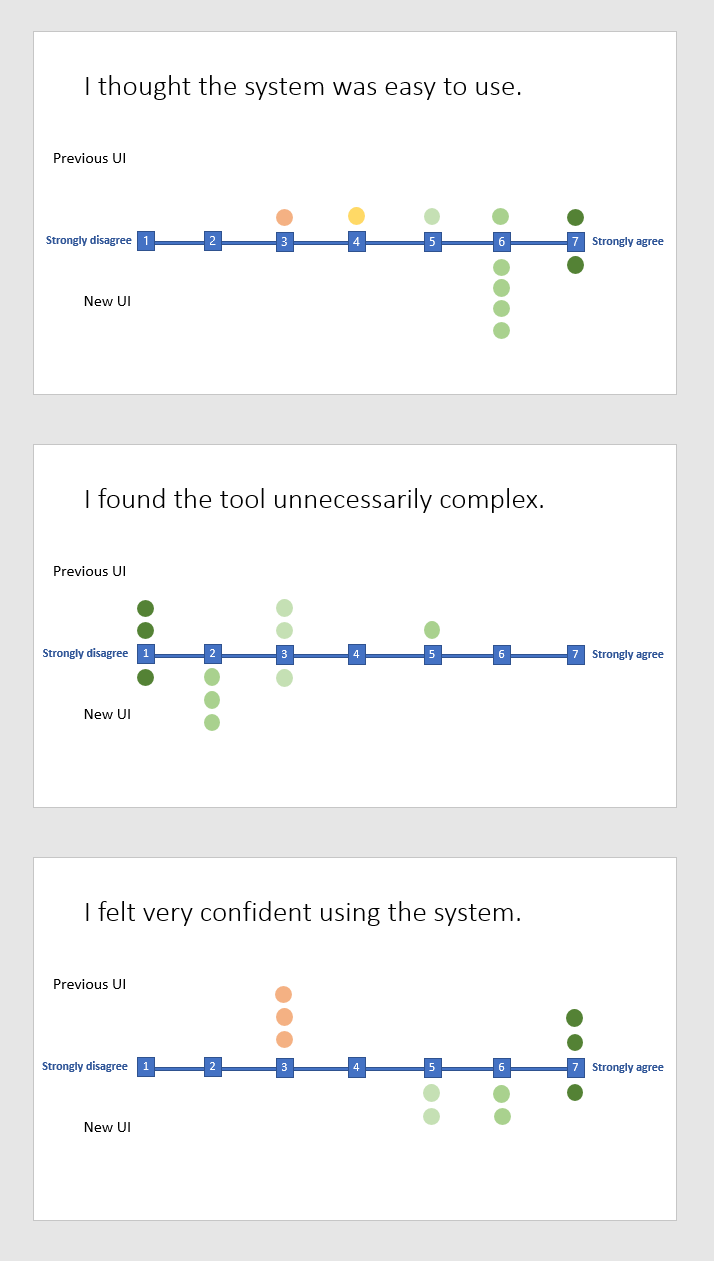 I thought the system was easy to use.
Previous UI
Strongly disagree 1 2 3 4 5 6 7 Strongly agree
New UI
I found the tool unnecessarily complex.
Previous UI
Strongly disagree 1 2 3 4 5 6 7 Strongly agree
New UI
I felt very confident using the system.
Previous UI
Strongly disagree 1 2 3 4 5 6 7 Strongly agree
New UI